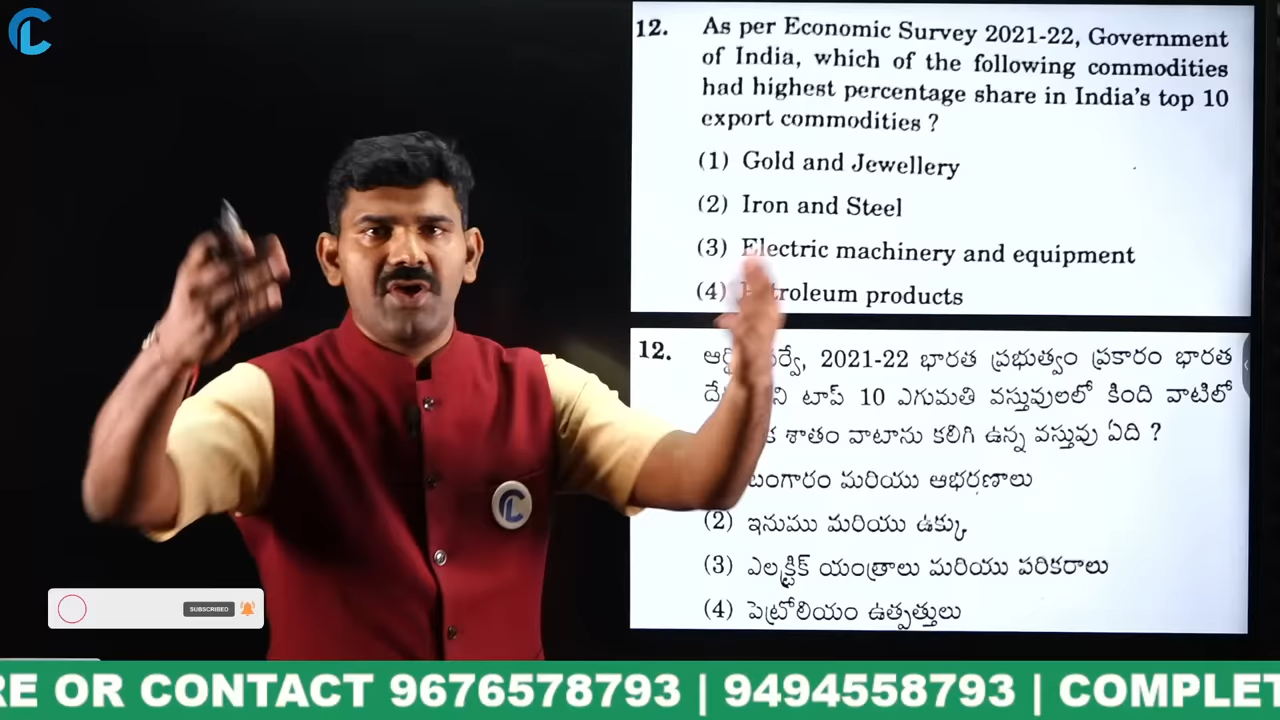 12. As per Economic Survey 2021-22, Government
of India, which of the following commodities
had highest percentage share in India's top 10
export commodities ?
(1) Gold and Jewellery
(2) Iron and Steel
(3) Electric machinery and equipment
(4) products
12. 2021-22 భారత ప్రభుత్వం ప్రకారం భారత
టాప్ 10 ఎగుమతి వస్తువులలో కింది వాటిలో
శాతం వాటాను కలిగి ఉన్న వస్తువు ఏది ?
బంగారం మరియు ఆభరణాలు
(2) ఇనుము మరియు ఉక్కు
(3) ఎలక్ట్రిక్ యంత్రాలు మరియు పరికరాలు
(4) పెట్రోలియం ఉత్పత్తులు
SUBSCRIBED
RE OR CONTACT 9676578793 | 9494558793 | COMPLET